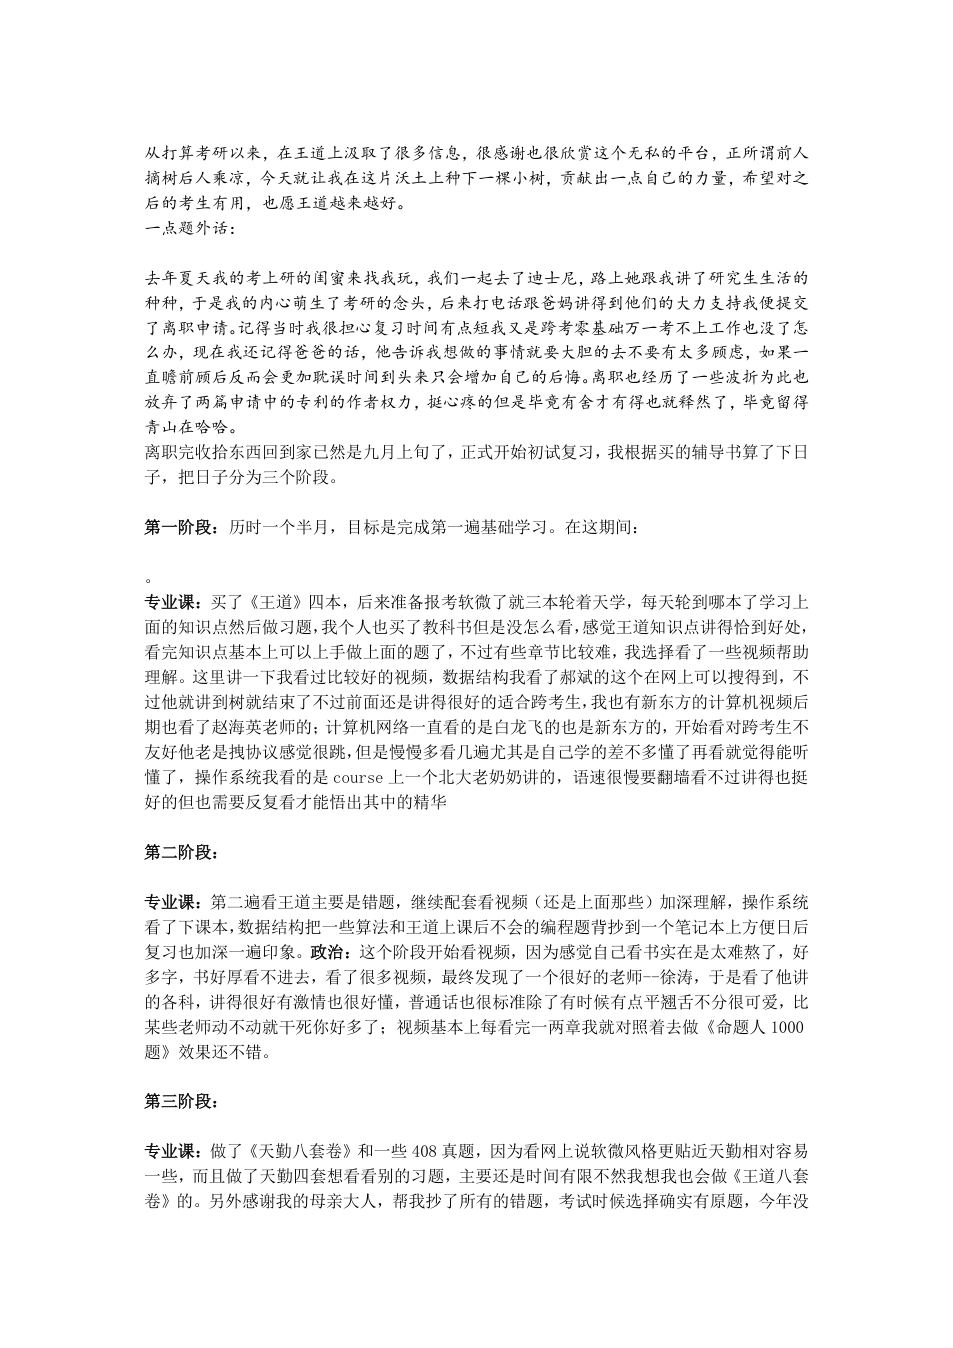 从打算考研以来，在王道上汲取了很多信息，很感谢也很欣赏这个无私的平台，正所谓前人
摘树后人乘凉，今天就让我在这片沃土上种下一棵小树，贡献出一点自己的力量，希望对之
后的考生有用，也愿王道越来越好。
一点题外话：
去年夏天我的考上研的闺蜜来找我玩，我们一起去了迪士尼，路上她跟我讲了研究生生活的
种种，于是我的内心萌生了考研的念头，后来打电话跟爸妈讲得到他们的大力支持我便提交
了离职申请。记得当时我很担心复习时间有点短我又是跨考零基础万一考不上工作也没了怎
么办，现在我还记得爸爸的话，他告诉我想做的事情就要大胆的去不要有太多顾虑，如果一
直瞻前顾后反而会更加耽误时间到头来只会增加自己的后悔。离职也经历了一些波折为此也
放弃了两篇申请中的专利的作者权力，挺心疼的但是毕竟有舍才有得也就释然了，毕竟留得
青山在哈哈。
离职完收拾东西回到家已然是九月上旬了，正式开始初试复习，我根据买的辅导书算了下日
子，把日子分为三个阶段。
第一阶段：历时一个半月，目标是完成第一遍基础学习。在这期间：
。
专业课：买了《王道》四本，后来准备报考软微了就三本轮着天学，每天轮到哪本了学习上
面的知识点然后做习题，我个人也买了教科书但是没怎么看，感觉王道知识点讲得恰到好处，
看完知识点基本上可以上手做上面的题了，不过有些章节比较难，我选择看了一些视频帮助
理解。这里讲一下我看过比较好的视频，数据结构我看了郝斌的这个在网上可以搜得到，不
过他就讲到树就结束了不过前面还是讲得很好的适合跨考生，我也有新东方的计算机视频后
期也看了赵海英老师的；计算机网络一直看的是白龙飞的也是新东方的，开始看对跨考生不
友好他老是拽协议感觉很跳，但是慢慢多看几遍尤其是自己学的差不多懂了再看就觉得能听
懂了，操作系统我看的是 course 上一个北大老奶奶讲的，语速很慢要翻墙看不过讲得也挺
好的但也需要反复看才能悟出其中的精华
第二阶段：
专业课：第二遍看王道主要是错题，继续配套看视频（还是上面那些）加深理解，操作系统
看了下课本，数据结构把一些算法和王道上课后不会的编程题背抄到一个笔记本上方便日后
复习也加深一遍印象。政治：这个阶段开始看视频，因为感觉自己看书实在是太难熬了，好
多字，书好厚看不进去，看了很多视频，最终发现了一个很好的老师--徐涛，于是看了他讲
的各科，讲得很好有激情也很好懂，普通话也很标准除了有时候有点平翘舌不分很可爱，比
某些老师动不动就干死你好多了；视频基本上每看完一两章我就对照着去做《命题人 1000
题》效果还不错。
第三阶段：
专业课：做了《天勤八套卷》和一些 408 真题，因为看网上说软微风格更贴近天勤相对容易
一些，而且做了天勤四套想看看别的习题，主要还是时间有限不然我想我也会做《王道八套
卷》的。另外感谢我的母亲大人，帮我抄了所有的错题，考试时候选择确实有原题，今年没